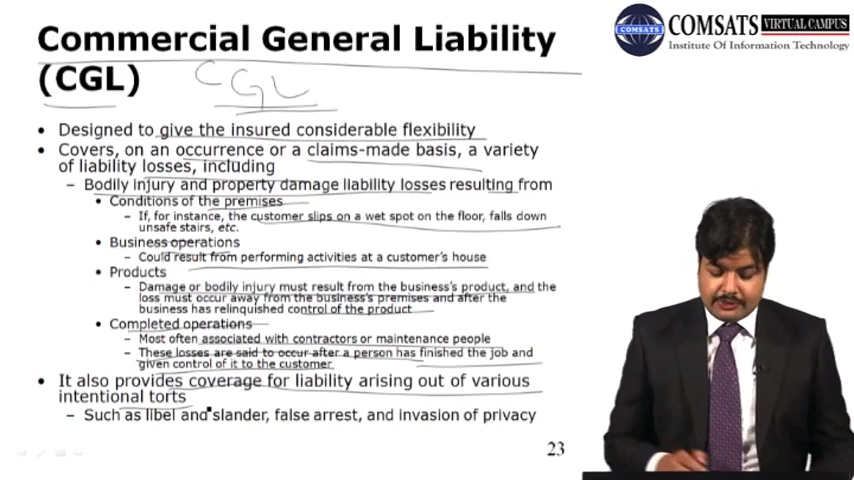 Commercial General Liability
(CGL)
CGL
• Designed to give the insured considerable flexibility
• Covers, on an occurrence or a claims-made basis, a variety
of liability losses, including
– Bodily injury and property damage liability losses resulting from
• Conditions of the premises
– If, for instance, the customer slips on a wet spot on the floor, falls down
unsafe stairs, etc.
• Business operations
– Could result from performing activities at a customer's house
• Products
– Damage or bodily injury must result from the business's product, and the
loss must occur away from the business's premises and after the
business has relinquished control of the product
• Completed operations
– Most often associated with contractors or maintenance people
– These losses are said to occur after a person has finished the job and
given control of it to the customer
• It also provides coverage for liability arising out of various
intentional torts
– Such as libel and slander, false arrest, and invasion of privacy
23
COMSATS
COMSATS VIRTUAL CAMPUS
Institute Of Information Technology